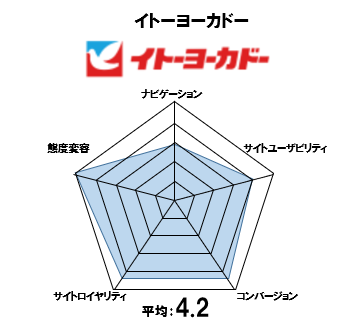 イトーヨーカドー
イトーヨーカドー
ナビゲーション
態度変容
サイトユーザビリティ
サイトロイヤリティ
コンバージョン
平均：4.2